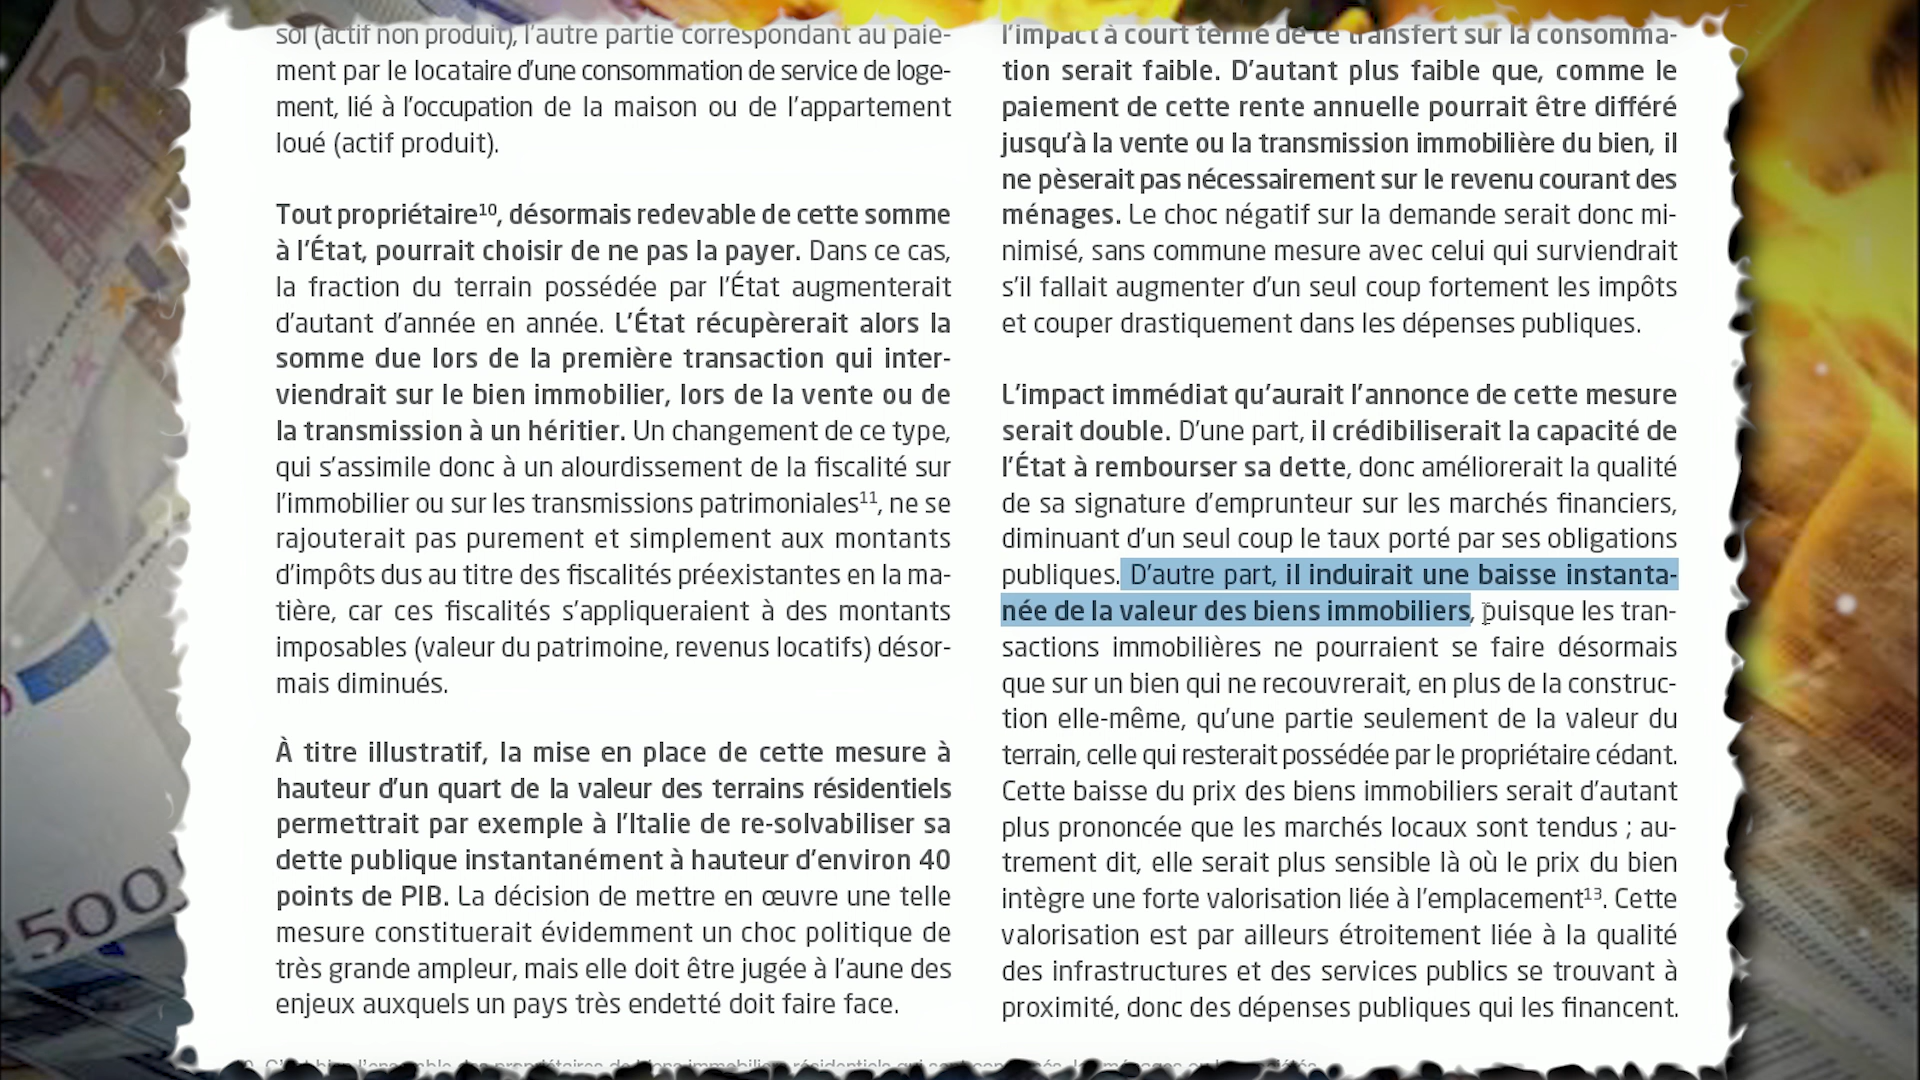 sol (actif non produit), l'autre partie correspondant au paie-
ment par le locataire d'une consommation de service de loge-
ment, lié à l'occupation de la maison ou de l'appartement
loué (actif produit).
Tout propriétaire¹⁰, désormais redevable de cette somme
à l'État, pourrait choisir de ne pas la payer. Dans ce cas,
la fraction du terrain possédée par l'État augmenterait
d'autant d'année en année. L'État récupèrerait alors la
somme due lors de la première transaction qui inter-
viendrait sur le bien immobilier, lors de la vente ou de
la transmission à un héritier. Un changement de ce type,
qui s'assimile donc à un alourdissement de la fiscalité sur
l'immobilier ou sur les transmissions patrimoniales¹¹, ne se
rajouterait pas purement et simplement aux montants
d'impôts dus au titre des fiscalités préexistantes en la ma-
tière, car ces fiscalités s'appliqueraient à des montants
imposables (valeur du patrimoine, revenus locatifs) désor-
mais diminués.
À titre illustratif, la mise en place de cette mesure à
hauteur d'un quart de la valeur des terrains résidentiels
permettrait par exemple à l'Italie de re-solvabiliser sa
dette publique instantanément à hauteur d'environ 40
points de PIB. La décision de mettre en œuvre une telle
mesure constituerait évidemment un choc politique de
très grande ampleur, mais elle doit être jugée à l'aune des
enjeux auxquels un pays très endetté doit faire face.
l'impact à court terme de ce transfert sur la consomma-
tion serait faible. D'autant plus faible que, comme le
paiement de cette rente annuelle pourrait être différé
jusqu'à la vente ou la transmission immobilière du bien, il
ne pèserait pas nécessairement sur le revenu courant des
ménages. Le choc négatif sur la demande serait donc mi-
nimisé, sans commune mesure avec celui qui surviendrait
s'il fallait augmenter d'un seul coup fortement les impôts
et couper drastiquement dans les dépenses publiques.
L'impact immédiat qu'aurait l'annonce de cette mesure
serait double. D'une part, il crédibiliserait la capacité de
l'État à rembourser sa dette, donc améliorerait la qualité
de sa signature d'emprunteur sur les marchés financiers,
diminuant d'un seul coup le taux porté par ses obligations
publiques. D'autre part, il induirait une baisse instanta-
née de la valeur des biens immobiliers, puisque les tran-
sactions immobilières ne pourraient se faire désormais
que sur un bien qui ne recouvrerait, en plus de la construc-
tion elle-même, qu'une partie seulement de la valeur du
terrain, celle qui resterait possédée par le propriétaire cédant.
Cette baisse du prix des biens immobiliers serait d'autant
plus prononcée que les marchés locaux sont tendus ; au-
trement dit, elle serait plus sensible là où le prix du bien
intègre une forte valorisation liée à l'emplacement¹³. Cette
valorisation est par ailleurs étroitement liée à la qualité
des infrastructures et des services publics se trouvant à
proximité, donc des dépenses publiques qui les financent.
500